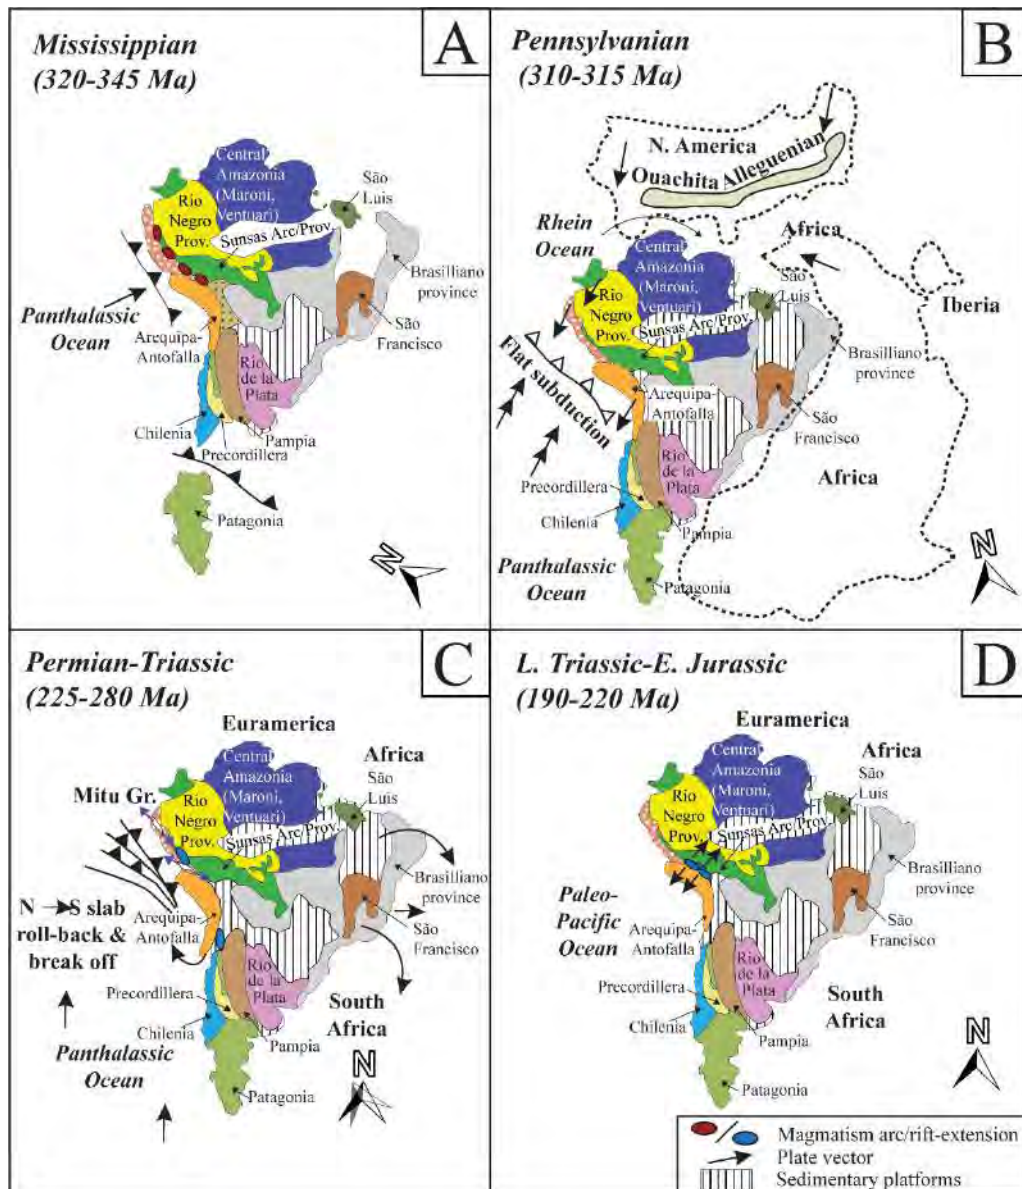 Mississippian
(320-345 Ma)
A
Central
Amazonia
(Maroni,
Ventuari)
São
Luis
Rio
Negro
Prov.
Sunsas Arc/Prov.
Brasilliano
province
Panthalassic
Ocean
Arequipa-
Antofalla
São
Francisco
Rio
de la
Plata
Chilenia
Pampia
Precordillera
Patagonia
N
Pennsylvanian
(310-315 Ma)
B
N. America
Ouachita Alleguenian
Rhein
Ocean
Africa
Central
Amazonia
(Maroni,
Ventuari)
São
Luis
Iberia
Rio
Negro
Prov.
Sunsas Arc/Prov.
Brasilliano
province
Flat subduction
Arequipa-
Antofalla
São
Francisco
Africa
Rio
de la
Plata
Precordillera
Chilenia
Pampia
Panthalassic
Ocean
Patagonia
N
Permian-Triassic
(225-280 Ma)
C
Euramerica
Africa
Central
Amazonia
(Maroni,
Ventuari)
São
Luis
Mitu Gr.
Rio
Negro
Prov.
Sunsas Arc/Prov.
Brasilliano
province
N → S slab
roll-back &
break off
Arequipa-
Antofalla
São
Francisco
Rio
de la
Plata
Precordillera
South
Africa
Chilenia
Pampia
Panthalassic
Ocean
Patagonia
N
L. Triassic-E. Jurassic
(190-220 Ma)
D
Euramerica
Africa
Central
Amazonia
(Maroni,
Ventuari)
São
Luis
Rio
Negro
Prov.
Sunsas Arc/Prov.
Brasilliano
province
Paleo-
Pacific
Ocean
Arequipa-
Antofalla
São
Francisco
Rio
de la
Plata
Precordillera
South
Africa
Chilenia
Pampia
Patagonia
N
Magmatism arc/rift-extension
Plate vector
Sedimentary platforms